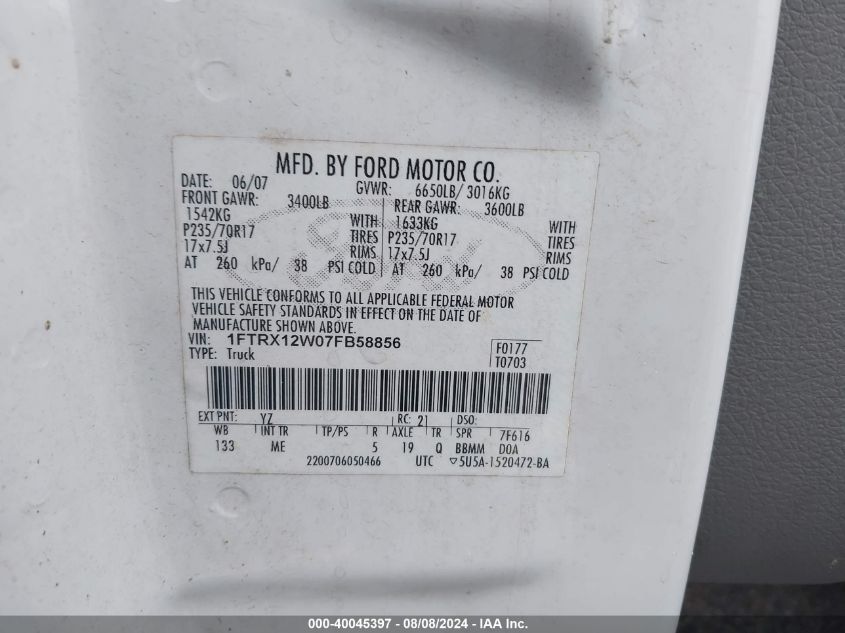 MFD. BY FORD MOTOR CO.
DATE: 06/07 GVWR: 6650LB/ 3016KG
FRONT GAWR: 3400LB REAR GAWR: 3600LB
1542KG WITH 1633KG WITH
P235/70R17 TIRES P235/70R17 TIRES
17x7.5J RIMS 17x7.5J RIMS
AT 260 kPa/ 38 PSI COLD AT 260 kPa/ 38 PSI COLD
THIS VEHICLE CONFORMS TO ALL APPLICABLE FEDERAL MOTOR
VEHICLE SAFETY STANDARDS IN EFFECT ON THE DATE OF
MANUFACTURE SHOWN ABOVE.
VIN: 1FTRX12W07FB58856 F0177
TYPE: Truck T0703
EXT PNT: YZ RC: 21 DSO:
WB INT TR TP/PS R AXLE TR SPR 7F616
133 ME 5 19 Q BBMM DOA
2200706050466 UTC ▽5U5A-1520472-BA
000-40045397 - 08/08/2024 - IAA Inc.